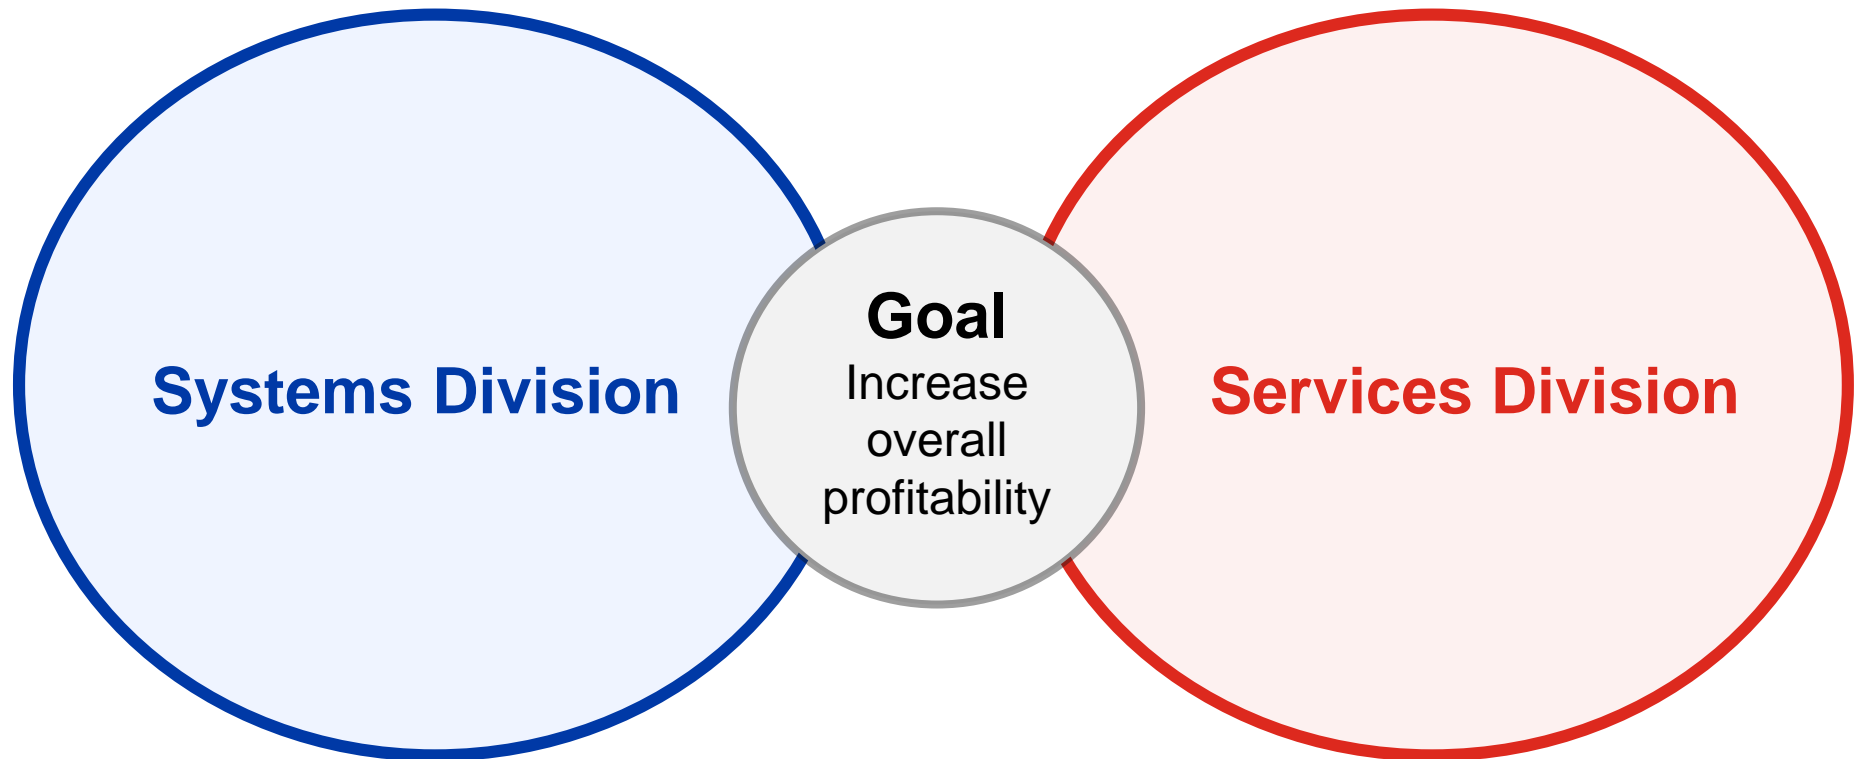 Systems Division
Goal
Increase
overall
profitability
Services Division